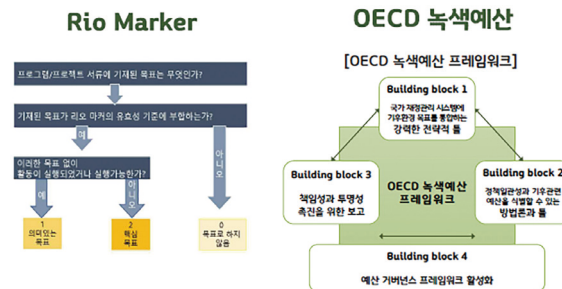 Rio Marker
프로그램/프로젝트 서류에 기재된 목표는 무엇인가?
기재된 목표가 리오 마커의 유효성 기준에 부합하는가?
예
아니오
이러한 목표 없이
활동이 실행되었거나 실행가능한가?
예
아니오
1
의미있는
목표
2
핵심
목표
0
목표로 하지
않음
OECD 녹색예산
[OECD 녹색예산 프레임워크]
Building block 1
국가 재정관리 시스템에
기후환경 목표를 통합하는
강력한 전략적 틀
Building block 3
책임성과 투명성
촉진을 위한 보고
OECD 녹색예산
프레임워크
Building block 2
정책일관성과 기후관련
예산을 식별할 수 있는
방법론과 툴
Building block 4
예산 거버넌스 프레임워크 활성화